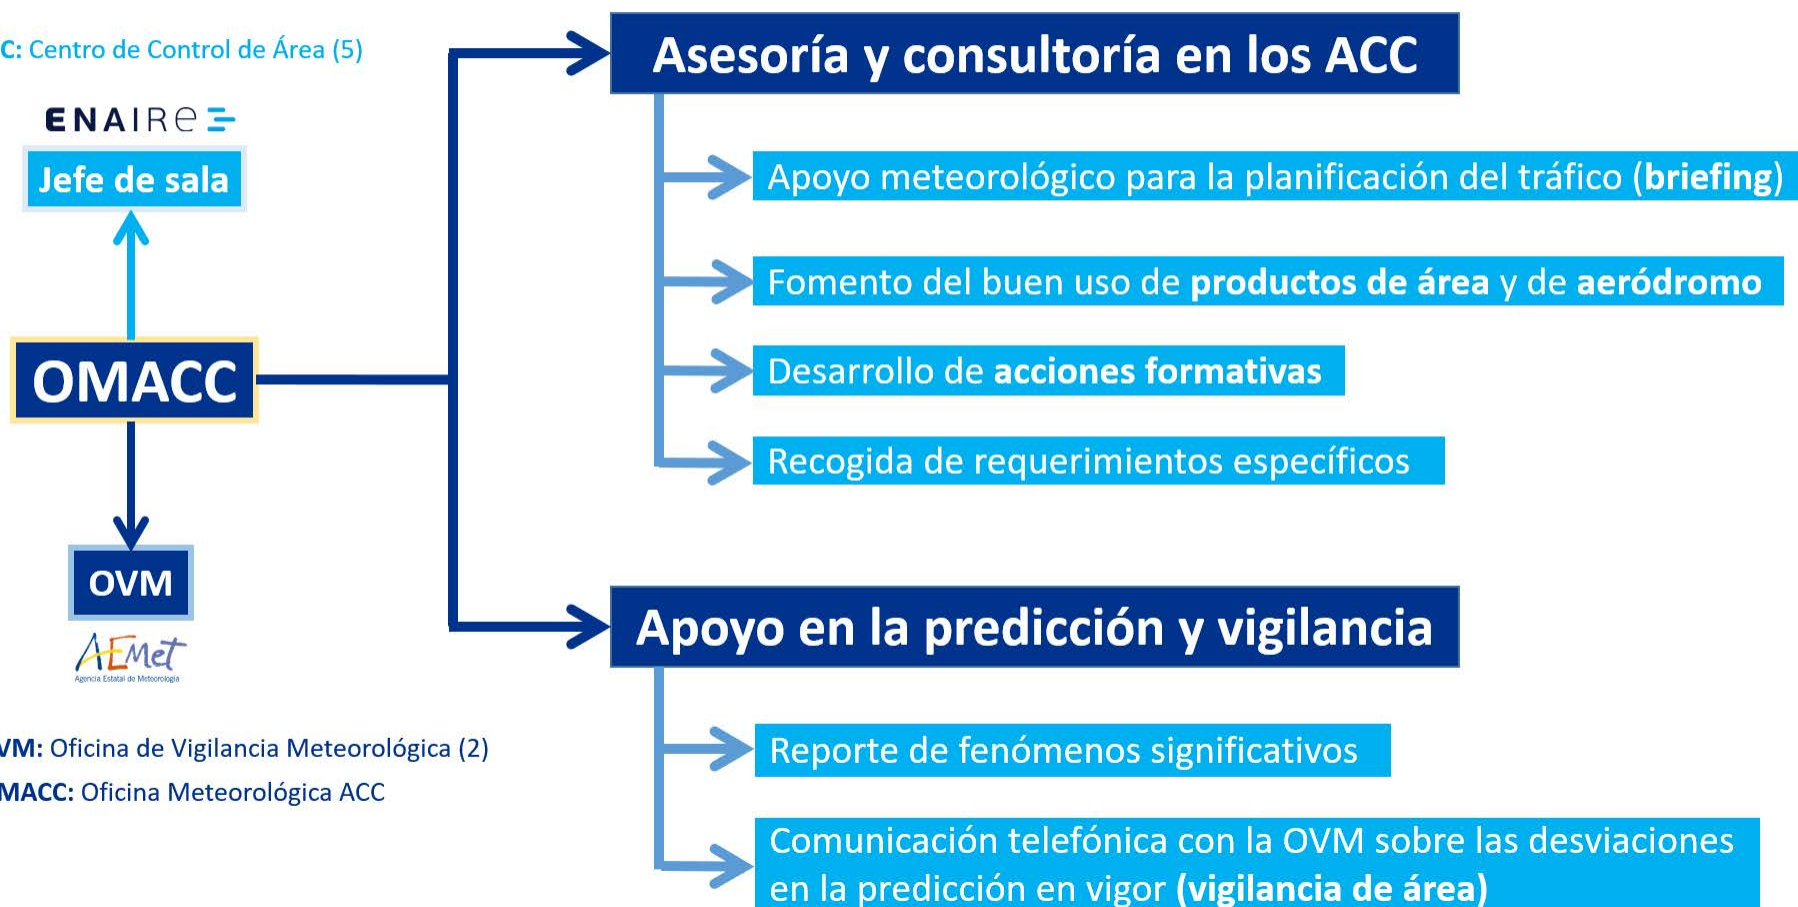 C: Centro de Control de Área (5)
ENAIRe
Jefe de sala
OMACC
OVM
AEMet
Agencia Estatal de Meteorología
VM: Oficina de Vigilancia Meteorológica (2)
MACC: Oficina Meteorológica ACC
Asesoría y consultoría en los ACC
Apoyo meteorológico para la planificación del tráfico (briefing)
Fomento del buen uso de productos de área y de aeródromo
Desarrollo de acciones formativas
Recogida de requerimientos específicos
Apoyo en la predicción y vigilancia
Reporte de fenómenos significativos
Comunicación telefónica con la OVM sobre las desviaciones
en la predicción en vigor (vigilancia de área)